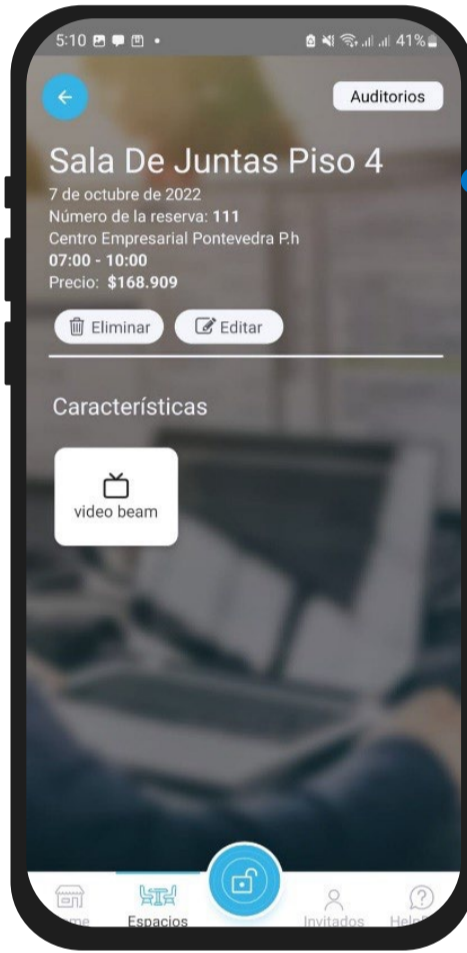 5:10
41%
Auditorios
Sala De Juntas Piso 4
7 de octubre de 2022
Número de la reserva: 111
Centro Empresarial Pontevedra P.h
07:00 - 10:00
Precio: $168.909
Eliminar
Editar
Características
video beam
Espacios
Invitados